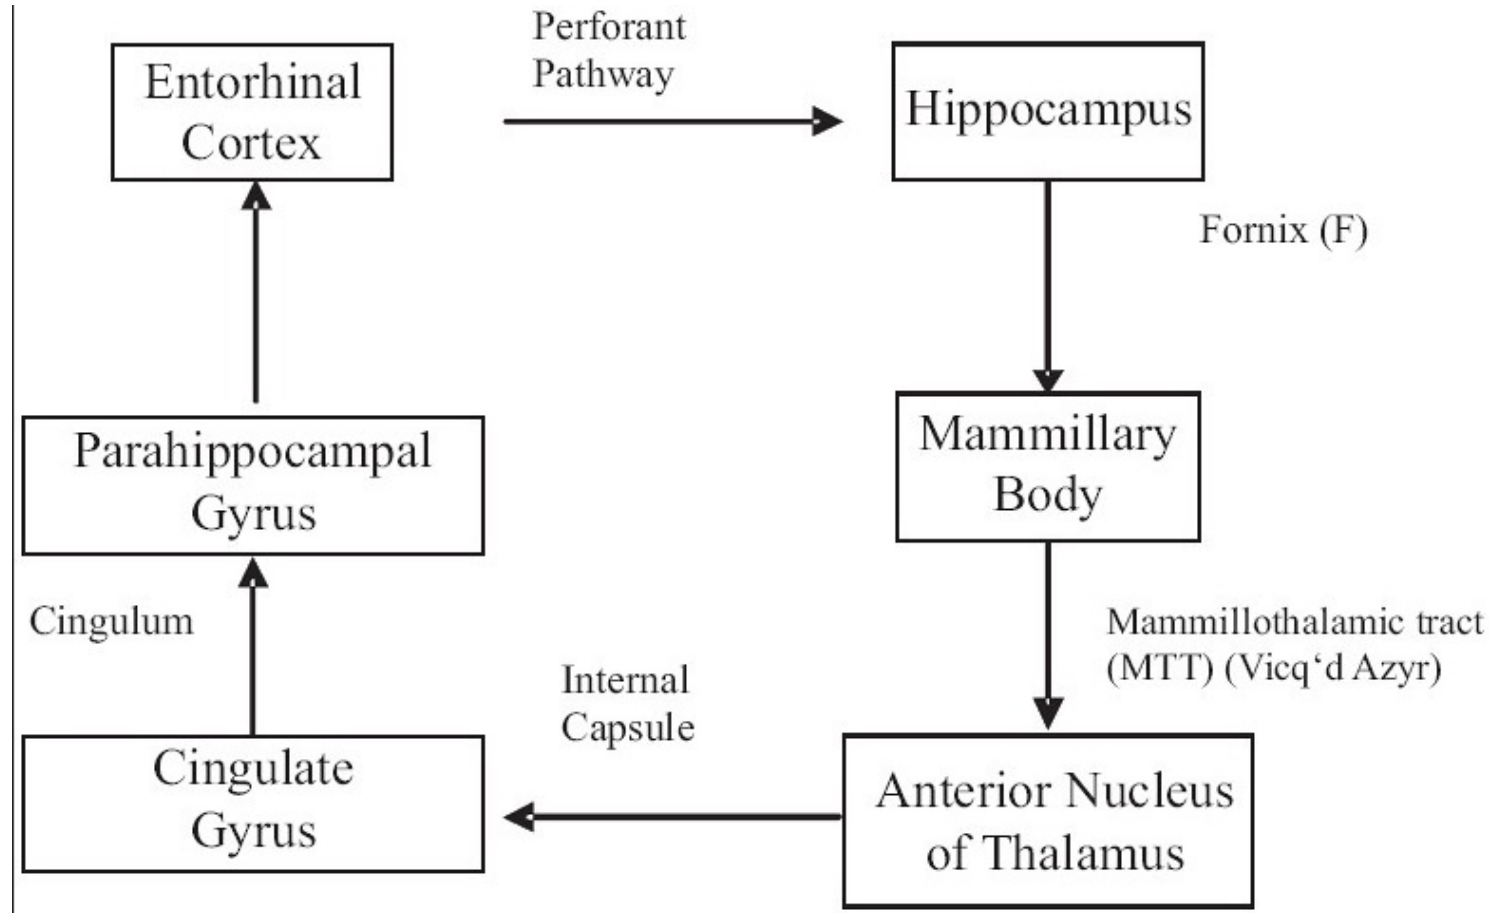 Entorhinal
Cortex
Perforant
Pathway
Hippocampus
Fornix (F)
Mammillary
Body
Mammillothalamic tract
(MTT) (Vicq‘d Azyr)
Anterior Nucleus
of Thalamus
Internal
Capsule
Cingulate
Gyrus
Cingulum
Parahippocampal
Gyrus